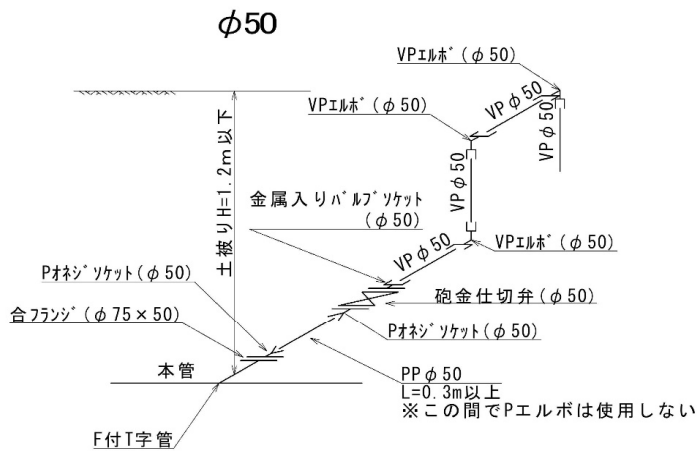 φ50
VPエルボ(φ50)
VPエルボ(φ50)
VPφ50
VPφ50
土被りH=1.2m以下
VPφ50
金属入りバルブソケット
(φ50)
VPφ50
VPエルボ(φ50)
Pオネジソケット(φ50)
砲金仕切弁(φ50)
合フランジ(φ75×50)
Pオネジソケット(φ50)
本管
PPφ50
L=0.3m以上
※この間でPエルボは使用しない
F付T字管